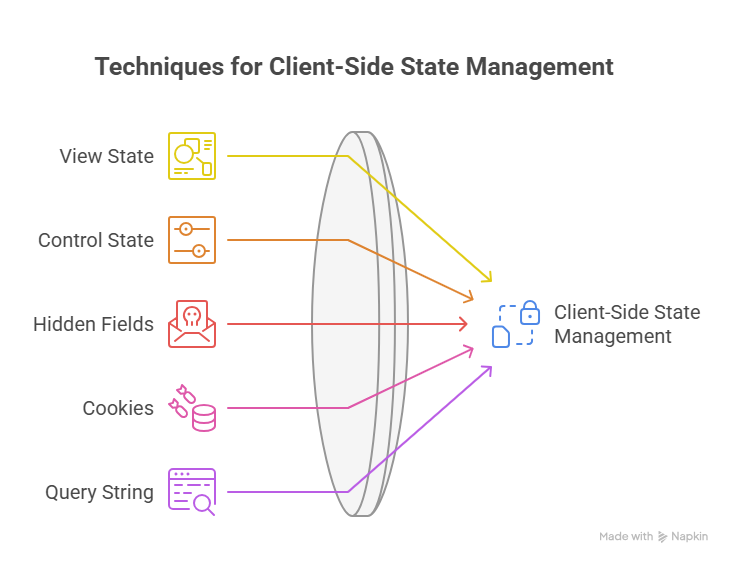 Techniques for Client-Side State Management
View State
Control State
Hidden Fields
Cookies
Query String
Client-Side State
Management
Made with Napkin